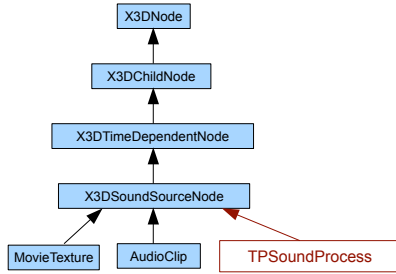 X3DNode
X3DChildNode
X3DTimeDependentNode
X3DSoundSourceNode
MovieTexture
AudioClip
TPSoundProcess